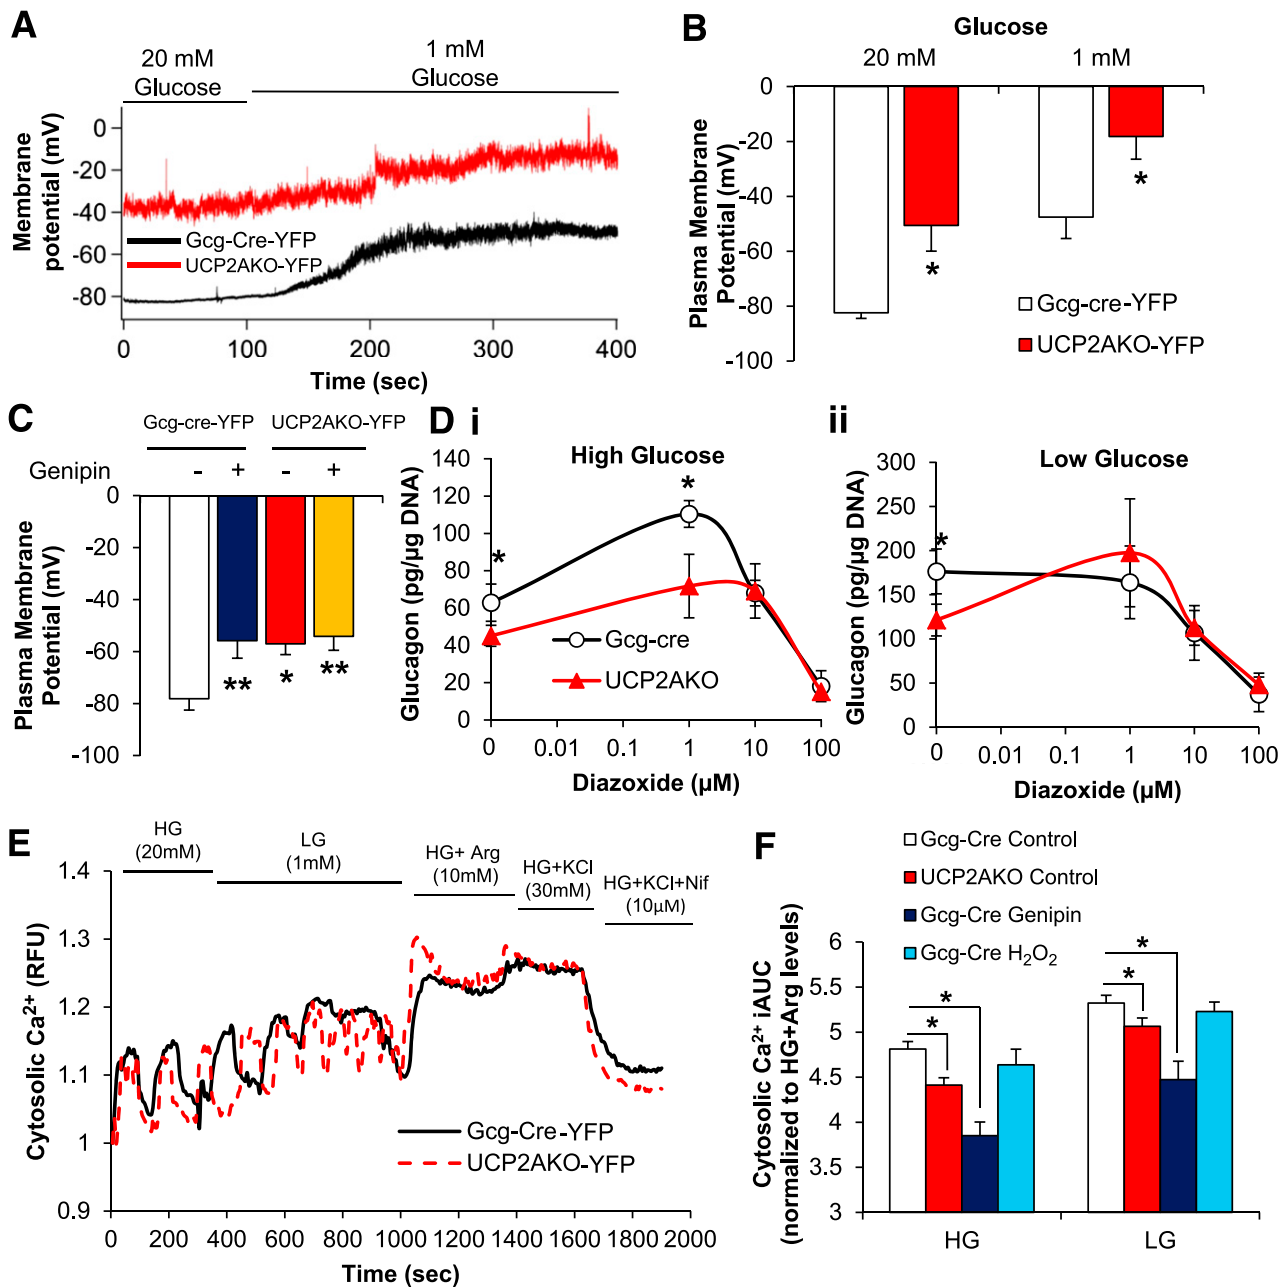 A
20 mM
Glucose
1 mM
Glucose
Membrane
potential (mV)
0
-20
-40
-60
-80
Gcg-Cre-YFP
UCP2AKO-YFP
0
100
200
300
400
Time (sec)
B
Glucose
20 mM
1 mM
Plasma Membrane
Potential (mV)
0
-20
-40
-60
-80
-100
*
*
Gcg-cre-YFP
UCP2AKO-YFP
C
Gcg-cre-YFP
UCP2AKO-YFP
Genipin
- + - +
Plasma Membrane
Potential (mV)
0
-20
-40
-60
-80
-100
** * **
D i
High Glucose
Glucagon (pg/µg DNA)
140
120
100
80
60
40
20
0
*
*
Gcg-cre
UCP2AKO
0 0.01 0.1 1 10 100
Diazoxide (µM)
ii
Low Glucose
Glucagon (pg/µg DNA)
300
250
200
150
100
50
0
*
0 0.01 0.1 1 10 100
Diazoxide (µM)
E
HG
(20mM)
LG
(1mM)
HG+ Arg
(10mM)
HG+KCl
(30mM)
HG+KCl+Nif
(10µM)
Cytosolic Ca²⁺ (RFU)
1.4
1.3
1.2
1.1
1
0.9
Gcg-Cre-YFP
UCP2AKO-YFP
0 200 400 600 800 1000 1200 1400 1600 1800 2000
Time (sec)
F
Gcg-Cre Control
UCP2AKO Control
Gcg-Cre Genipin
Gcg-Cre H₂O₂
Cytosolic Ca²⁺ iAUC
(normalized to HG+Arg levels)
6
5.5
5
4.5
4
3.5
3
*
*
*
*
HG
LG